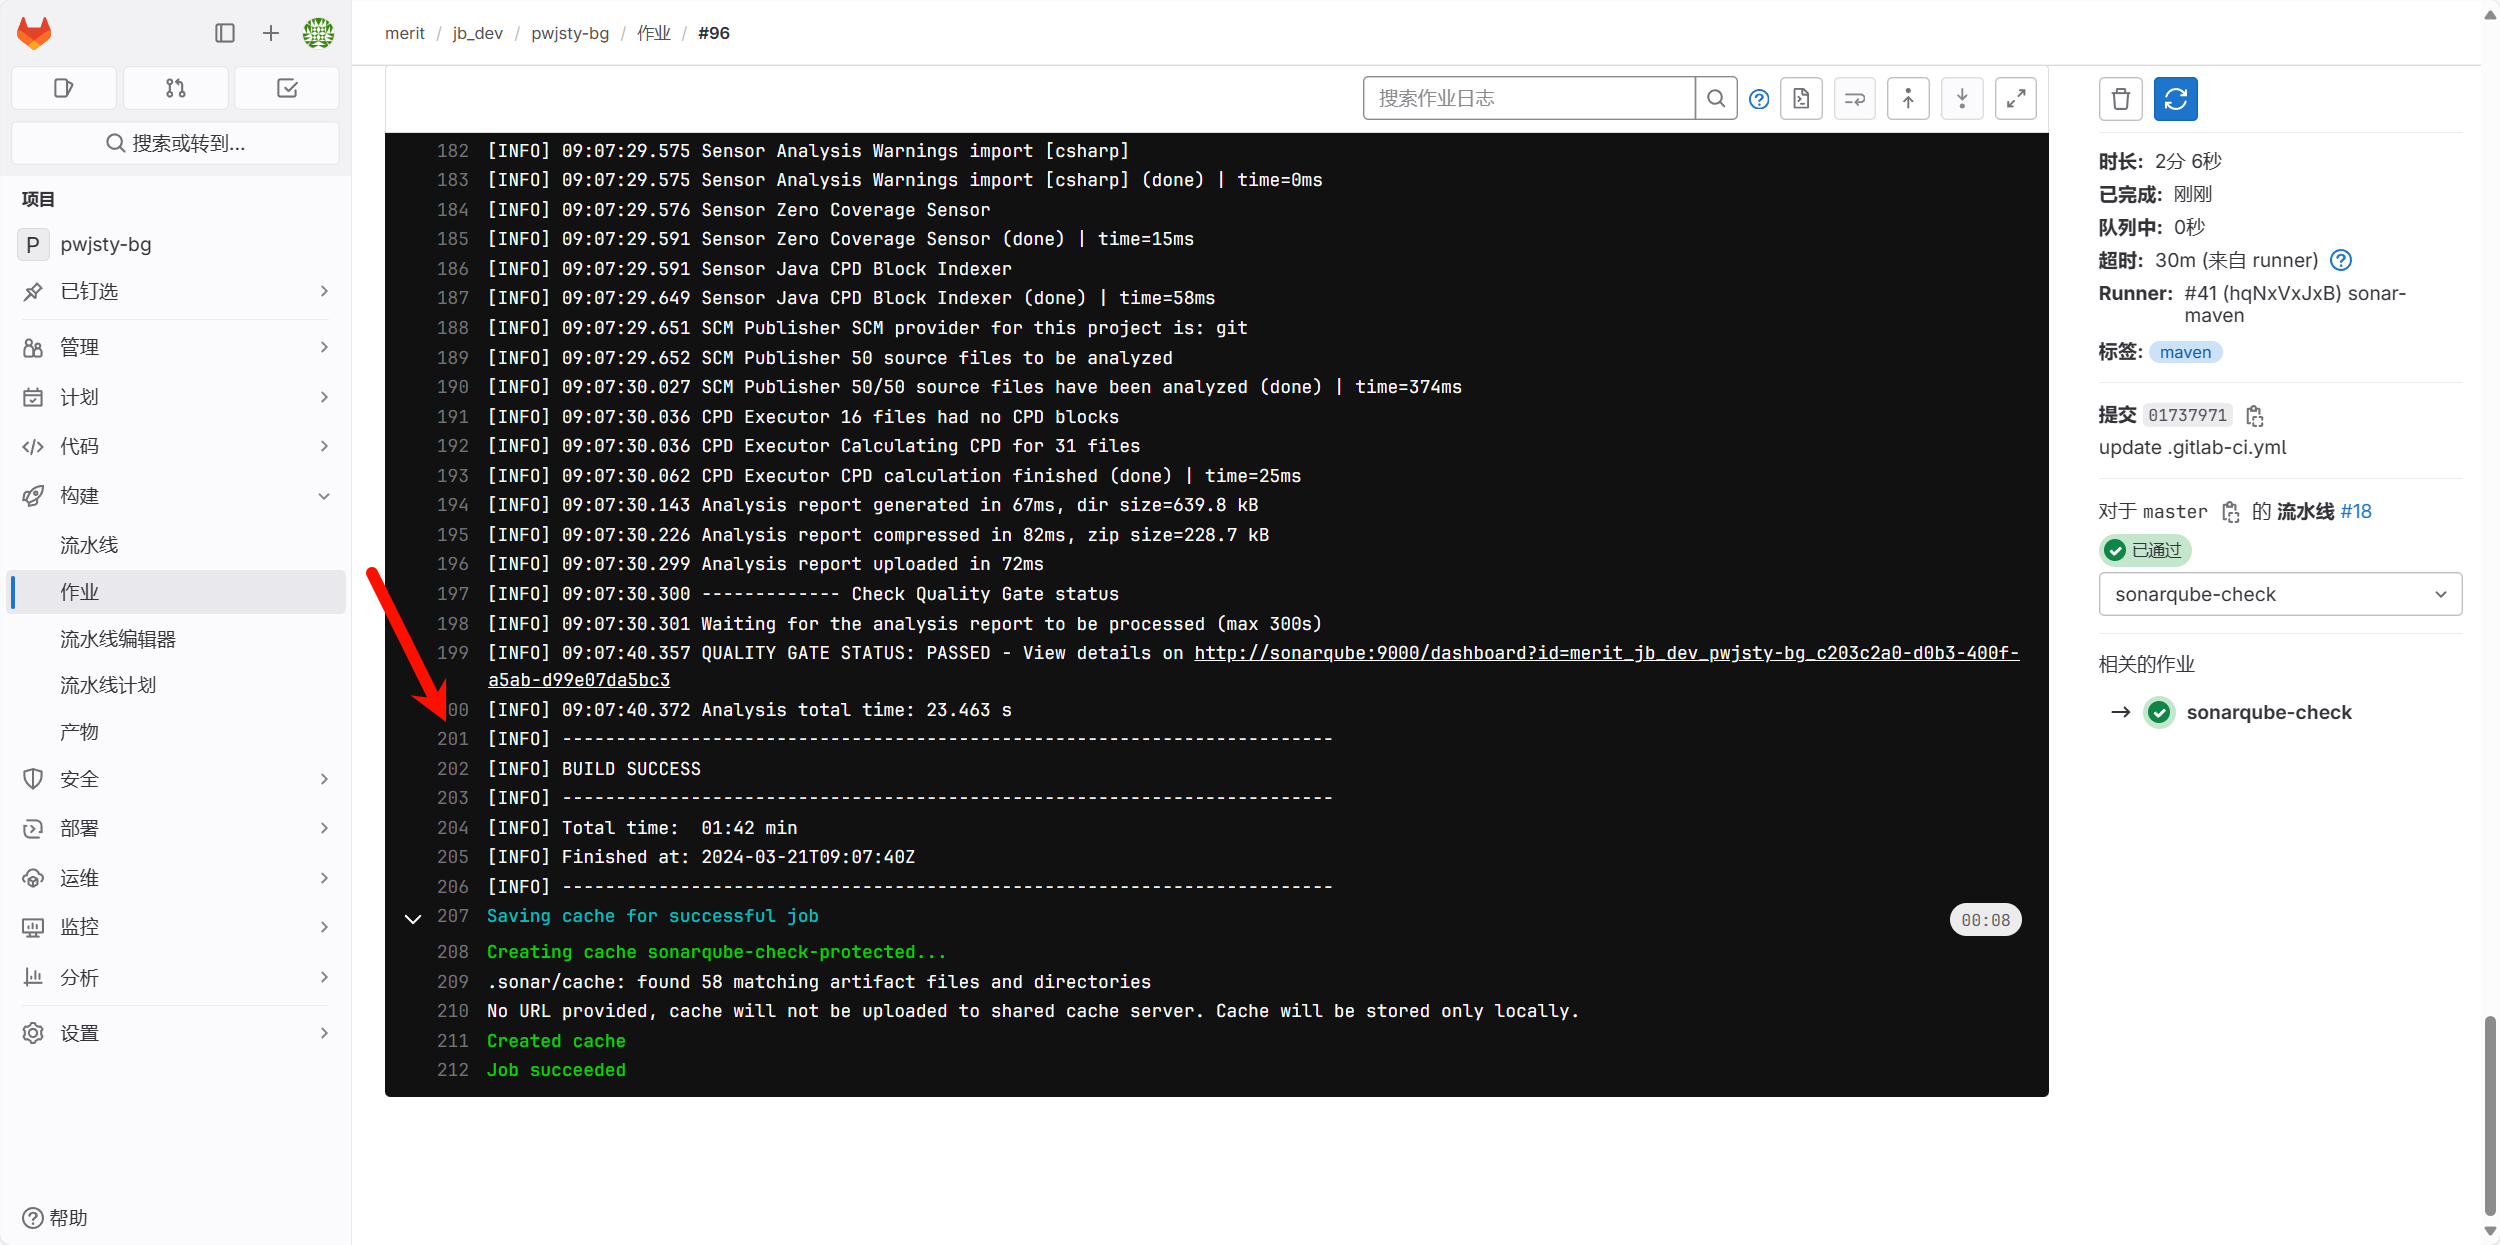 merit / jb_dev / pwjsty-bg / 作业 / #96
搜索或转到...
项目
P pwjsty-bg
已钉选
管理
计划
代码
构建
流水线
作业
流水线编辑器
流水线计划
产物
安全
部署
运维
监控
分析
设置
帮助
搜索作业日志
182 [INFO] 09:07:29.575 Sensor Analysis Warnings import [csharp]
183 [INFO] 09:07:29.575 Sensor Analysis Warnings import [csharp] (done) | time=0ms
184 [INFO] 09:07:29.576 Sensor Zero Coverage Sensor
185 [INFO] 09:07:29.591 Sensor Zero Coverage Sensor (done) | time=15ms
186 [INFO] 09:07:29.591 Sensor Java CPD Block Indexer
187 [INFO] 09:07:29.649 Sensor Java CPD Block Indexer (done) | time=58ms
188 [INFO] 09:07:29.651 SCM Publisher SCM provider for this project is: git
189 [INFO] 09:07:29.652 SCM Publisher 50 source files to be analyzed
190 [INFO] 09:07:30.027 SCM Publisher 50/50 source files have been analyzed (done) | time=374ms
191 [INFO] 09:07:30.036 CPD Executor 16 files had no CPD blocks
192 [INFO] 09:07:30.036 CPD Executor Calculating CPD for 31 files
193 [INFO] 09:07:30.062 CPD Executor CPD calculation finished (done) | time=25ms
194 [INFO] 09:07:30.143 Analysis report generated in 67ms, dir size=639.8 kB
195 [INFO] 09:07:30.226 Analysis report compressed in 82ms, zip size=228.7 kB
196 [INFO] 09:07:30.299 Analysis report uploaded in 72ms
197 [INFO] 09:07:30.300 ------------- Check Quality Gate status
198 [INFO] 09:07:30.301 Waiting for the analysis report to be processed (max 300s)
199 [INFO] 09:07:40.357 QUALITY GATE STATUS: PASSED - View details on http://sonarqube:9000/dashboard?id=merit_jb_dev_pwjsty-bg_c203c2a0-d0b3-400f-
a5ab-d99e07da5bc3
00 [INFO] 09:07:40.372 Analysis total time: 23.463 s
201 [INFO] ------------------------------------------------------------------------
202 [INFO] BUILD SUCCESS
203 [INFO] ------------------------------------------------------------------------
204 [INFO] Total time:  01:42 min
205 [INFO] Finished at: 2024-03-21T09:07:40Z
206 [INFO] ------------------------------------------------------------------------
207 Saving cache for successful job 00:08
208 Creating cache sonarqube-check-protected...
209 .sonar/cache: found 58 matching artifact files and directories
210 No URL provided, cache will not be uploaded to shared cache server. Cache will be stored only locally.
211 Created cache
212 Job succeeded
时长: 2分 6秒
已完成: 刚刚
队列中: 0秒
超时: 30m (来自 runner)
Runner: #41 (hqNxVxJxB) sonar-
maven
标签: maven
提交 01737971
update .gitlab-ci.yml
对于 master 的 流水线 #18
已通过
sonarqube-check
相关的作业
→ sonarqube-check